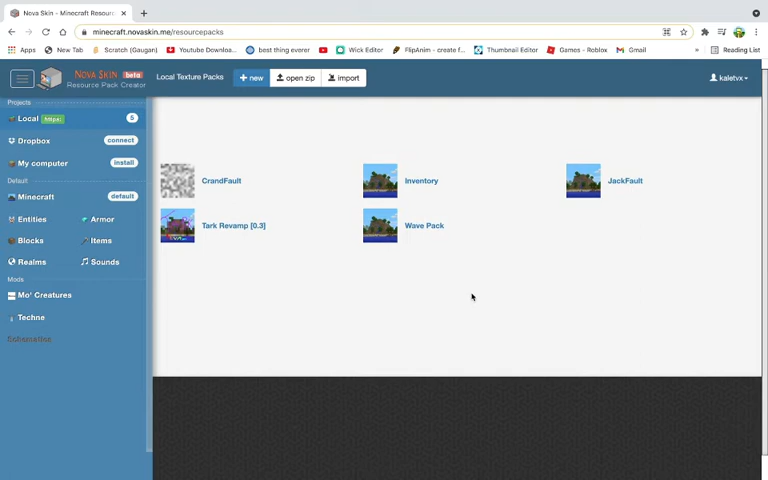 Nova Skin - Minecraft Resour
minecraft.novaskin.me/resourcepacks
Apps New Tab Scratch (Gaugan) Youtube Downloa... best thing everer Wick Editor FlipAnim - create f... Thumbnail Editor Games - Roblox Gmail Reading List
NOVA SKIN beta
Resource Pack Creator
Local Texture Packs + new open zip import kaletvx
Projects
Local https: 5
Dropbox connect
My computer install
Default
Minecraft default
Entities Armor
Blocks Items
Realms Sounds
Mods
Mo' Creatures
Techne
Schematics
CrandFault Inventory JackFault
Tark Revamp [0.3] Wave Pack